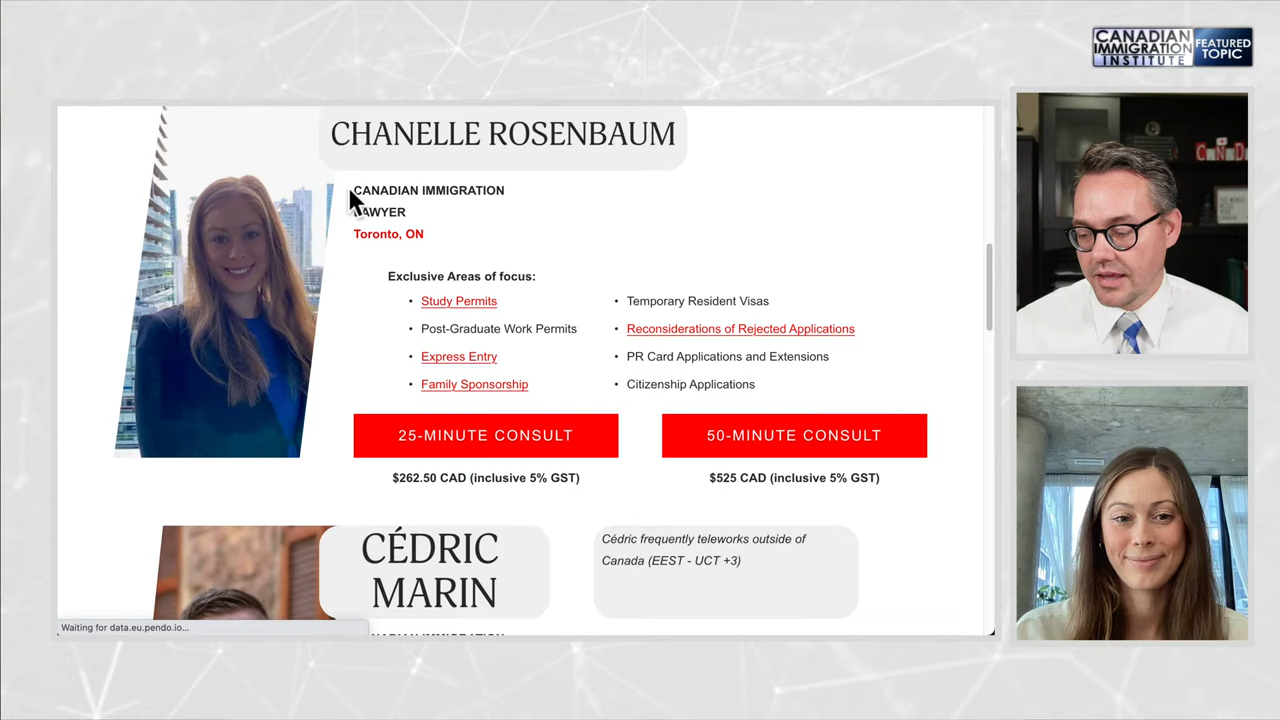 CANADIAN
IMMIGRATION
INSTITUTE
FEATURED
TOPIC
CHANELLE ROSENBAUM
CANADIAN IMMIGRATION
LAWYER
Toronto, ON
Exclusive Areas of focus:
• Study Permits
• Post-Graduate Work Permits
• Express Entry
• Family Sponsorship
• Temporary Resident Visas
• Reconsiderations of Rejected Applications
• PR Card Applications and Extensions
• Citizenship Applications
25-MINUTE CONSULT
$262.50 CAD (inclusive 5% GST)
50-MINUTE CONSULT
$525 CAD (inclusive 5% GST)
CÉDRIC
MARIN
Cédric frequently teleworks outside of
Canada (EEST - UCT +3)
Waiting for data.eu.pendo.io...